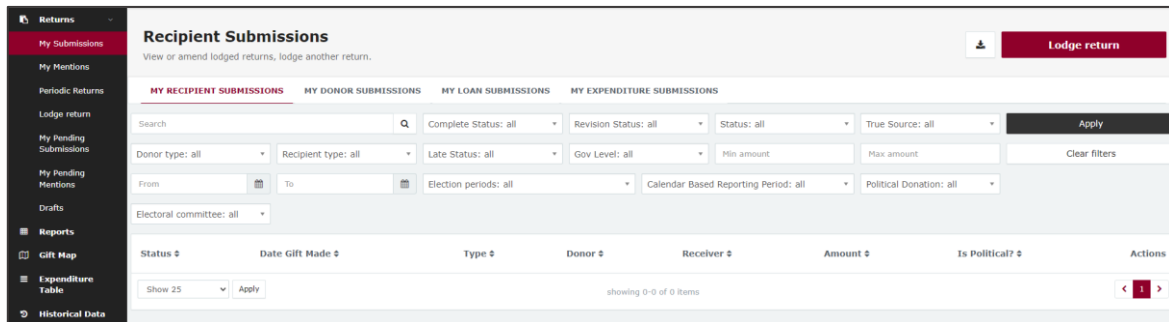 Returns
My Submissions
My Mentions
Periodic Returns
Lodge return
My Pending
Submissions
My Pending
Mentions
Drafts
Reports
Gift Map
Expenditure
Table
Historical Data
Recipient Submissions
View or amend lodged returns, lodge another return.
Lodge return
MY RECIPIENT SUBMISSIONS MY DONOR SUBMISSIONS MY LOAN SUBMISSIONS MY EXPENDITURE SUBMISSIONS
Search Complete Status: all Revision Status: all Status: all True Source: all Apply
Donor type: all Recipient type: all Late Status: all Gov Level: all Min amount Max amount Clear filters
From To Election periods: all Calendar Based Reporting Period: all Political Donation: all
Electoral committee: all
Status Date Gift Made Type Donor Receiver Amount Is Political? Actions
Show 25 Apply showing 0-0 of 0 items 1